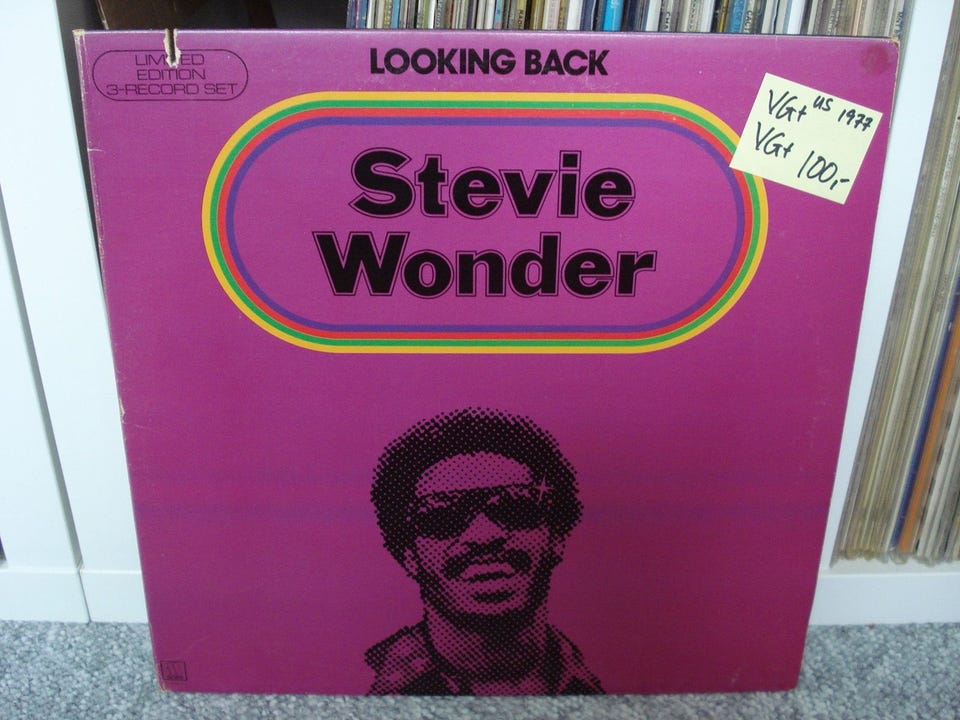 LIMITED
EDITION
3-RECORD SET
LOOKING BACK
Stevie
Wonder
VG+ US 1977
VG+ 100,-